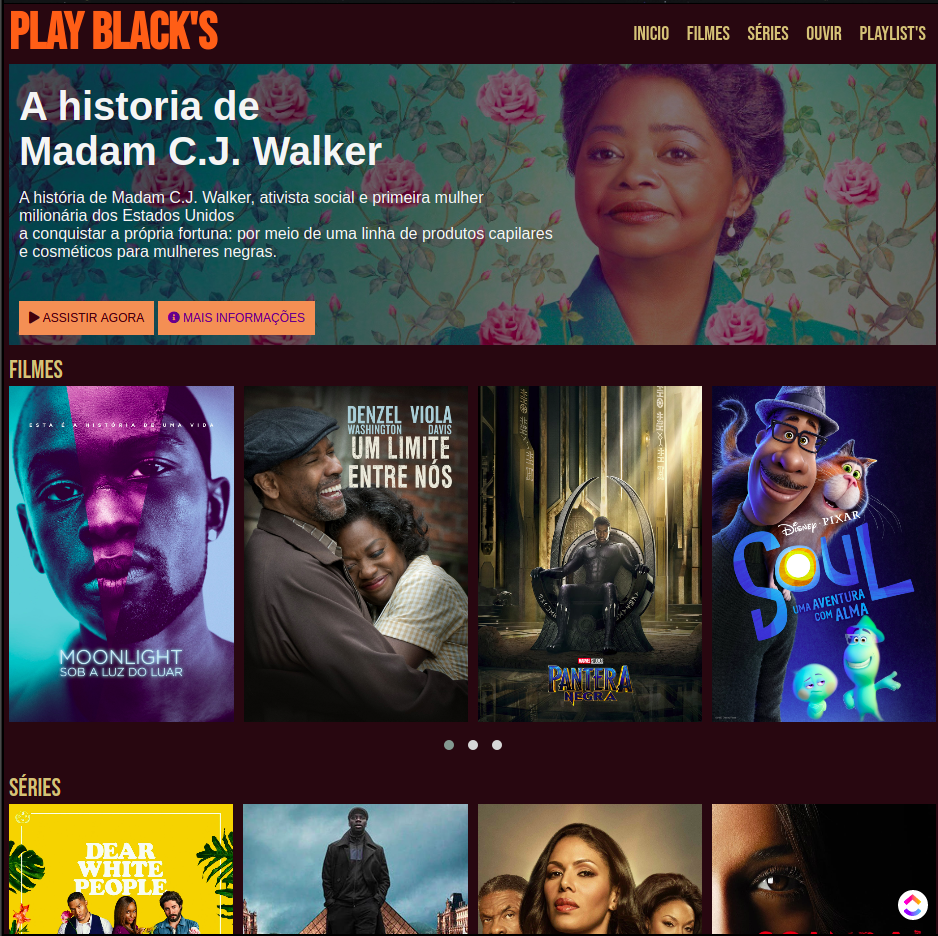 PLAY BLACK'S
INICIO FILMES SÉRIES OUVIR PLAYLIST'S
A historia de
Madam C.J. Walker
A história de Madam C.J. Walker, ativista social e primeira mulher
milionária dos Estados Unidos
a conquistar a própria fortuna: por meio de uma linha de produtos capilares
e cosméticos para mulheres negras.
ASSISTIR AGORA
MAIS INFORMAÇÕES
FILMES
ESTA É A HISTÓRIA DE UMA VIDA
MOONLIGHT
SOB A LUZ DO LUAR
DENZEL VIOLA
WASHINGTON DAVIS
UM LIMITE
ENTRE NÓS
MARVEL STUDIOS
PANTERA
NEGRA
DISNEY • PIXAR
SOUL
UMA AVENTURA
COM ALMA
SÉRIES
DEAR
WHITE
PEOPLE